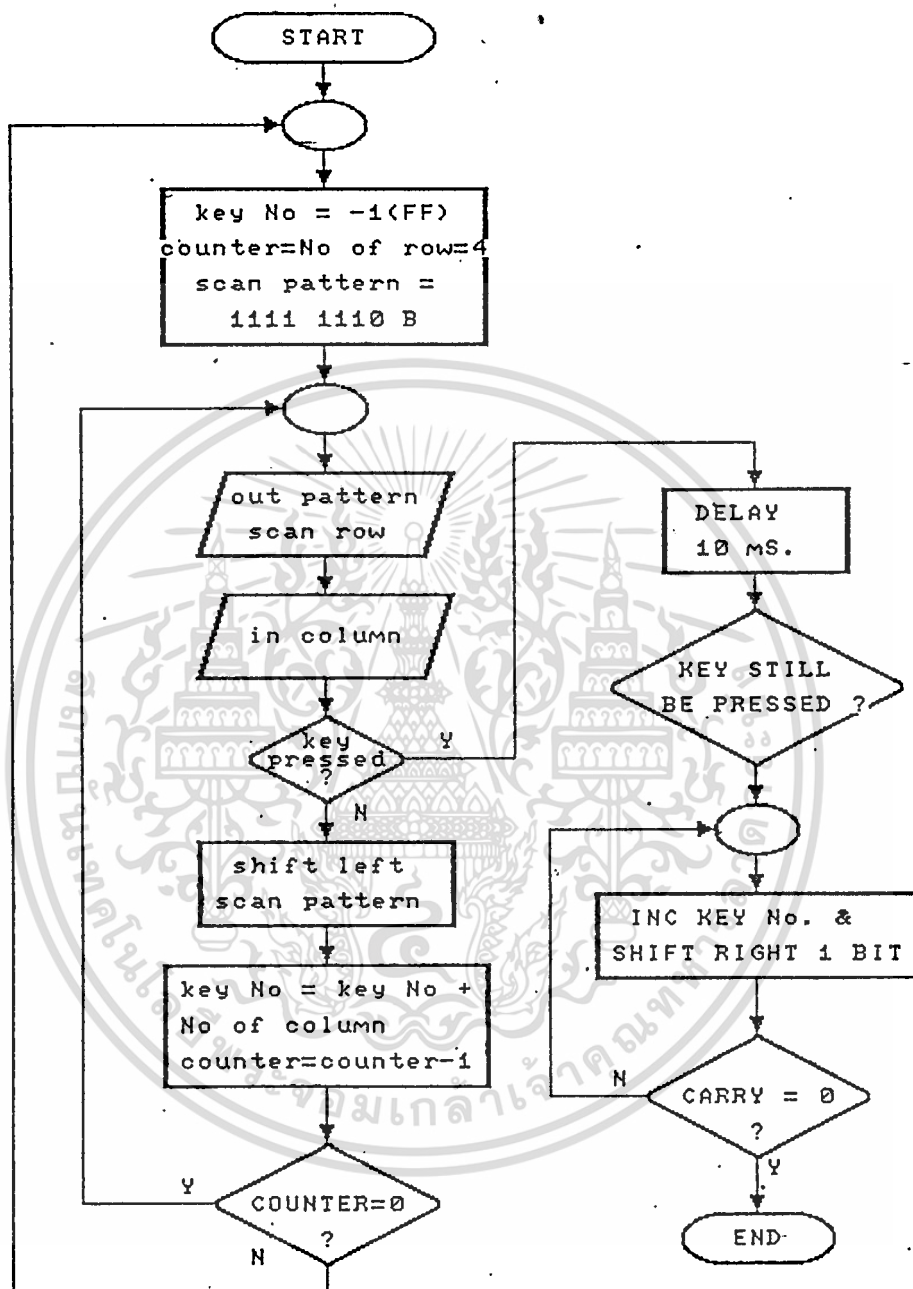 START
key No = -1(FF)
counter=No of row=4
scan pattern =
1111 1110 B
out pattern
scan row
in column
key
pressed
?
Y
N
shift left
scan pattern
key No = key No +
No of column
counter=counter-1
COUNTER=0
?
Y
N
DELAY
10 mS.
KEY STILL
BE PRESSED ?
INC KEY No. &
SHIFT RIGHT 1 BIT
CARRY = 0
?
N
Y
END